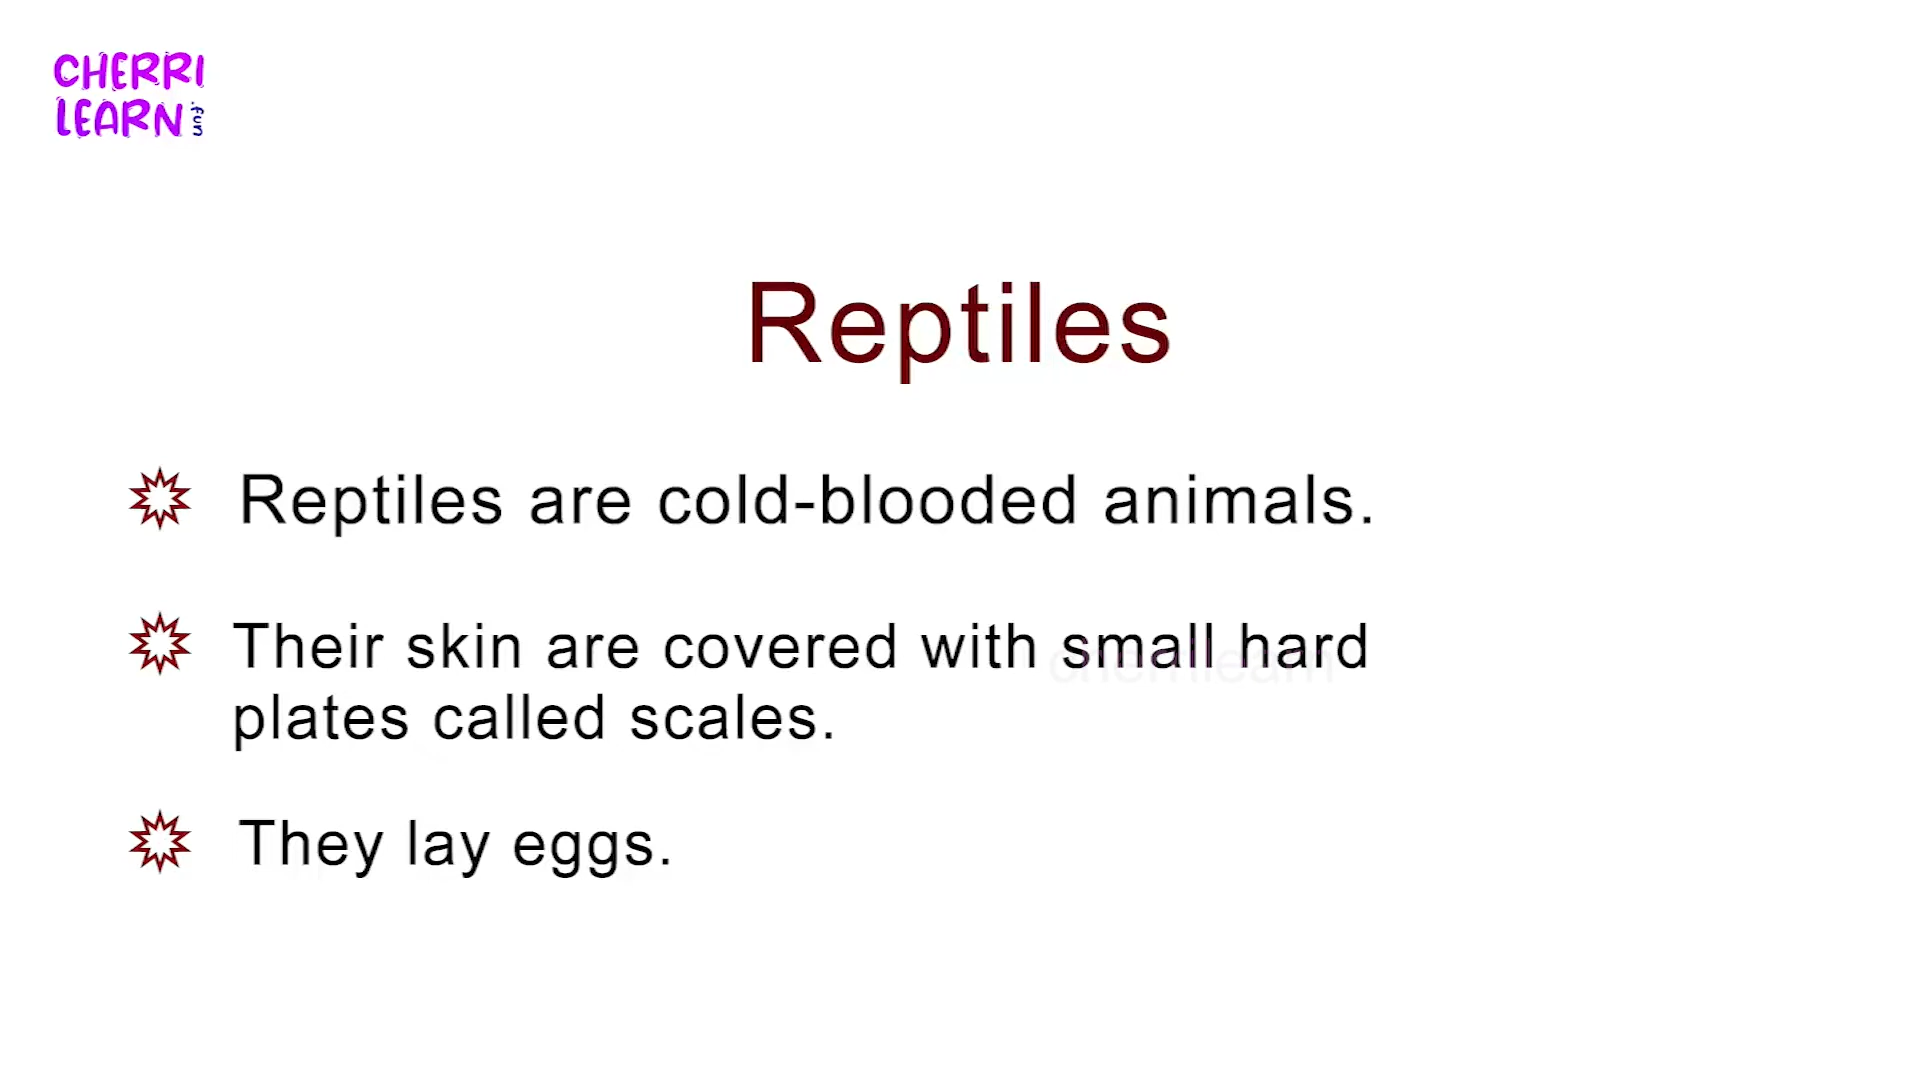 CHERRI
LEARN .fun
Reptiles
Reptiles are cold-blooded animals.
Their skin are covered with small hard
plates called scales.
They lay eggs.
cherrilearn